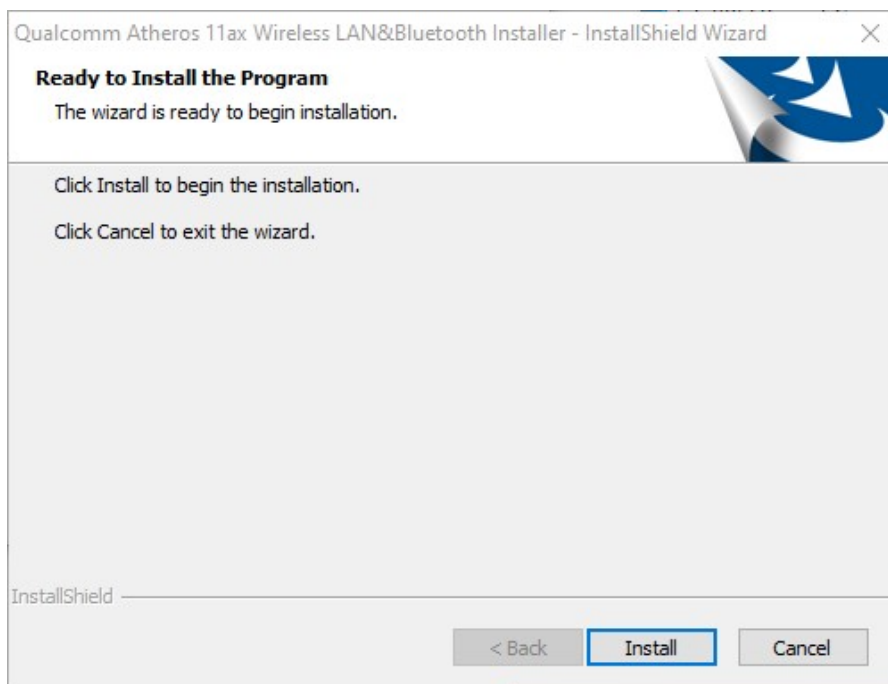 Qualcomm Atheros 11ax Wireless LAN&Bluetooth Installer - InstallShield Wizard
Ready to Install the Program
The wizard is ready to begin installation.
Click Install to begin the installation.
Click Cancel to exit the wizard.
InstallShield
< Back
Install
Cancel